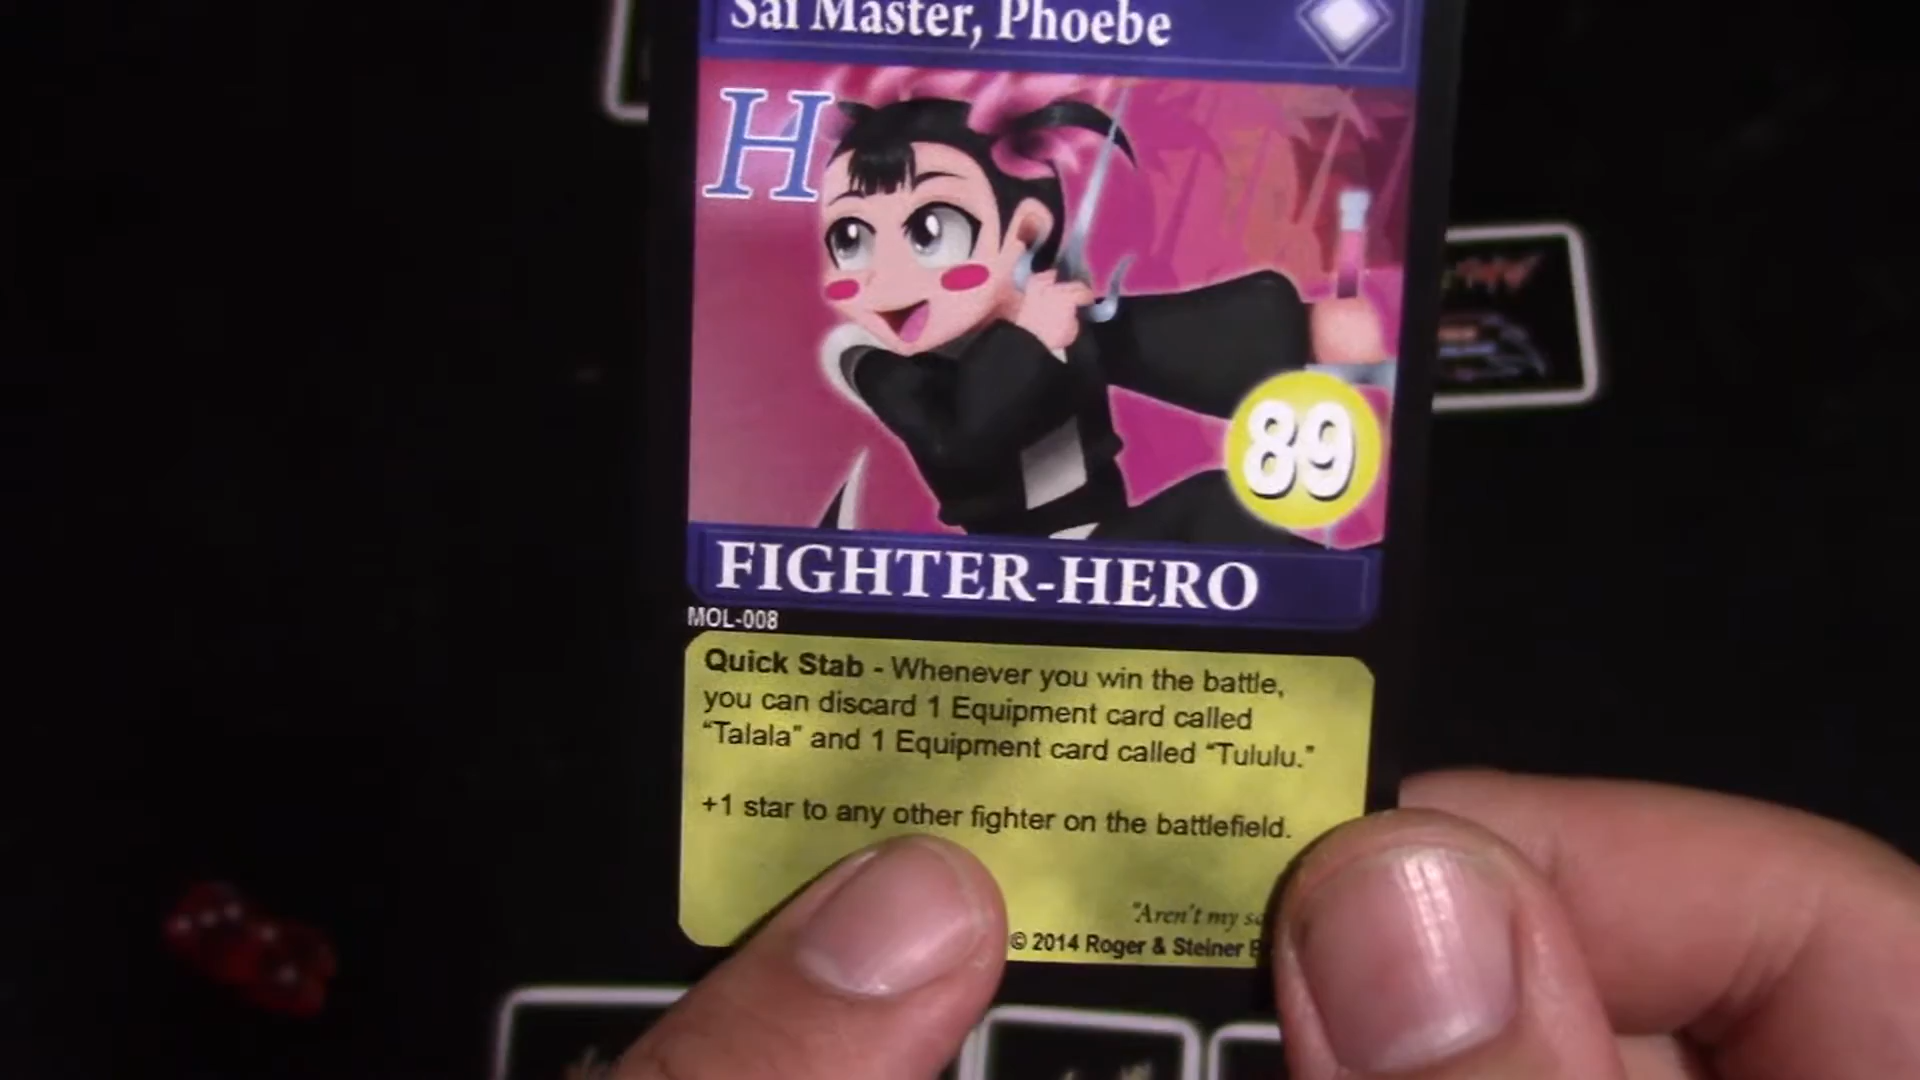 Sai Master, Phoebe
H
89
FIGHTER-HERO
MOL-008
Quick Stab - Whenever you win the battle,
you can discard 1 Equipment card called
“Talala” and 1 Equipment card called “Tululu.”
+1 star to any other fighter on the battlefield.
"Aren't my
© 2014 Roger & Steiner